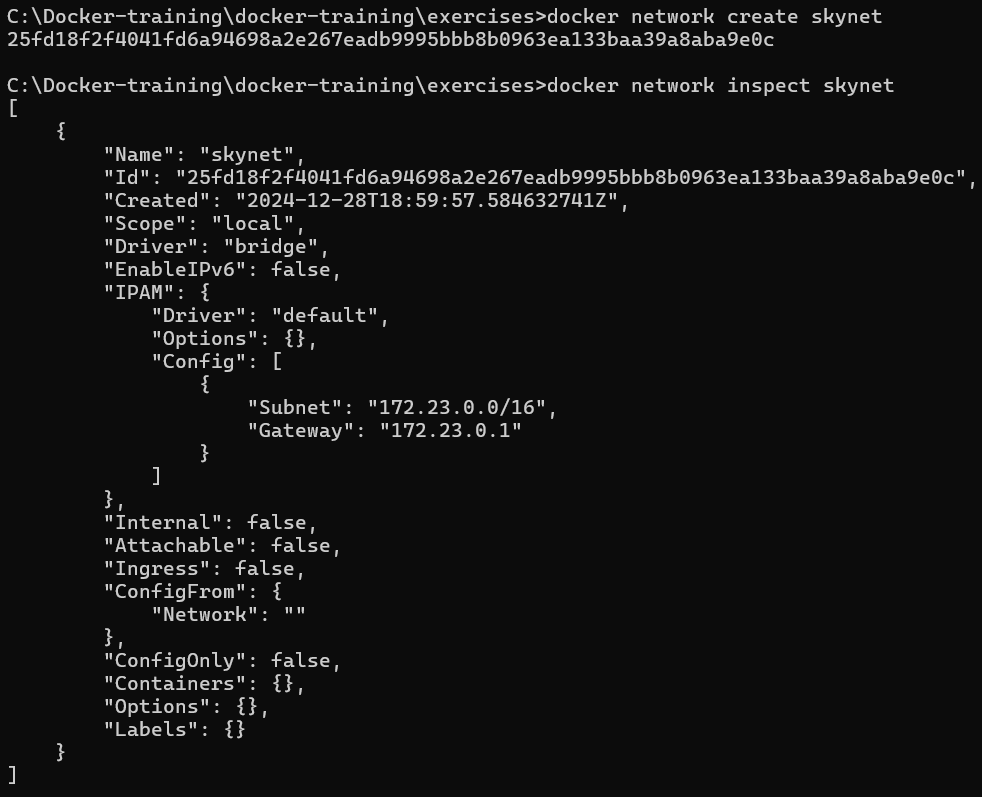 C:\Docker-training\docker-training\exercises>docker network create skynet
25fd18f2f4041fd6a94698a2e267eadb9995bbb8b0963ea133baa39a8aba9e0c
C:\Docker-training\docker-training\exercises>docker network inspect skynet
[
    {
        "Name": "skynet",
        "Id": "25fd18f2f4041fd6a94698a2e267eadb9995bbb8b0963ea133baa39a8aba9e0c",
        "Created": "2024-12-28T18:59:57.584632741Z",
        "Scope": "local",
        "Driver": "bridge",
        "EnableIPv6": false,
        "IPAM": {
            "Driver": "default",
            "Options": {},
            "Config": [
                {
                    "Subnet": "172.23.0.0/16",
                    "Gateway": "172.23.0.1"
                }
            ]
        },
        "Internal": false,
        "Attachable": false,
        "Ingress": false,
        "ConfigFrom": {
            "Network": ""
        },
        "ConfigOnly": false,
        "Containers": {},
        "Options": {},
        "Labels": {}
    }
]